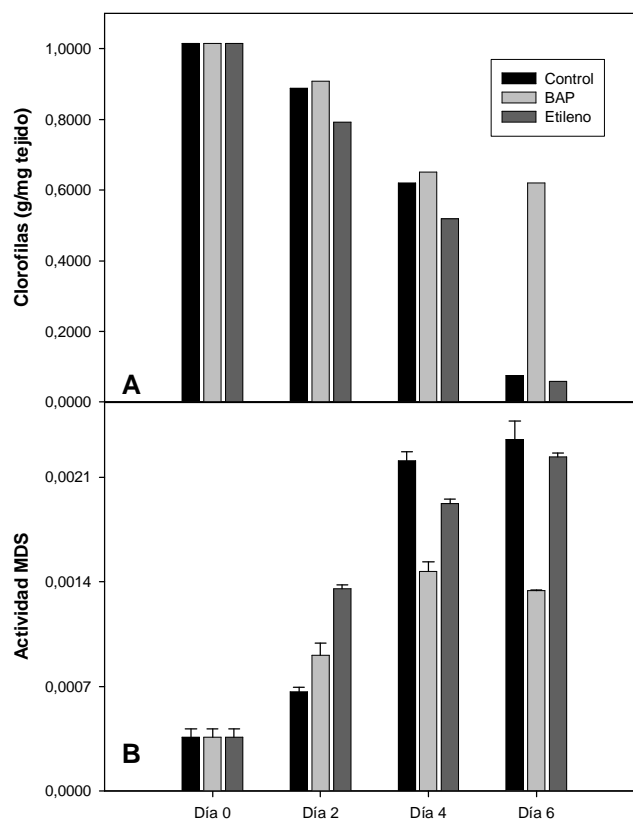 Clorofilas (g/mg tejido)
1,0000
0,8000
0,6000
0,4000
0,2000
0,0000
Control
BAP
Etileno
A
Actividad MDS
0,0021
0,0014
0,0007
0,0000
B
Día 0
Día 2
Día 4
Día 6